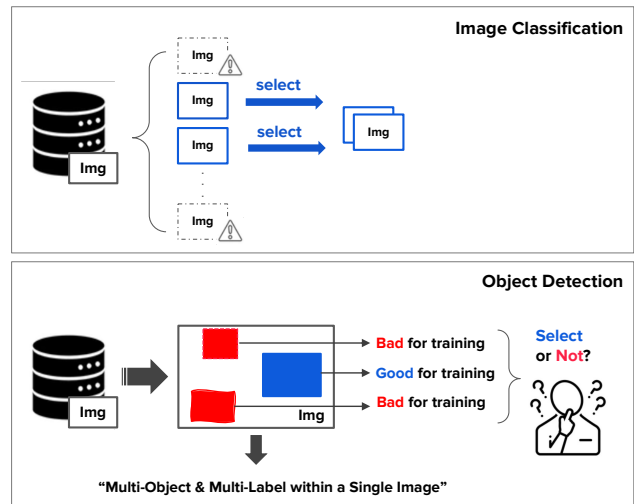 Image Classification
Img
Img
select
Img
select
Img
Img
Img
Object Detection
Img
Img
Bad for training
Good for training
Bad for training
Select
or Not?
"Multi-Object & Multi-Label within a Single Image"